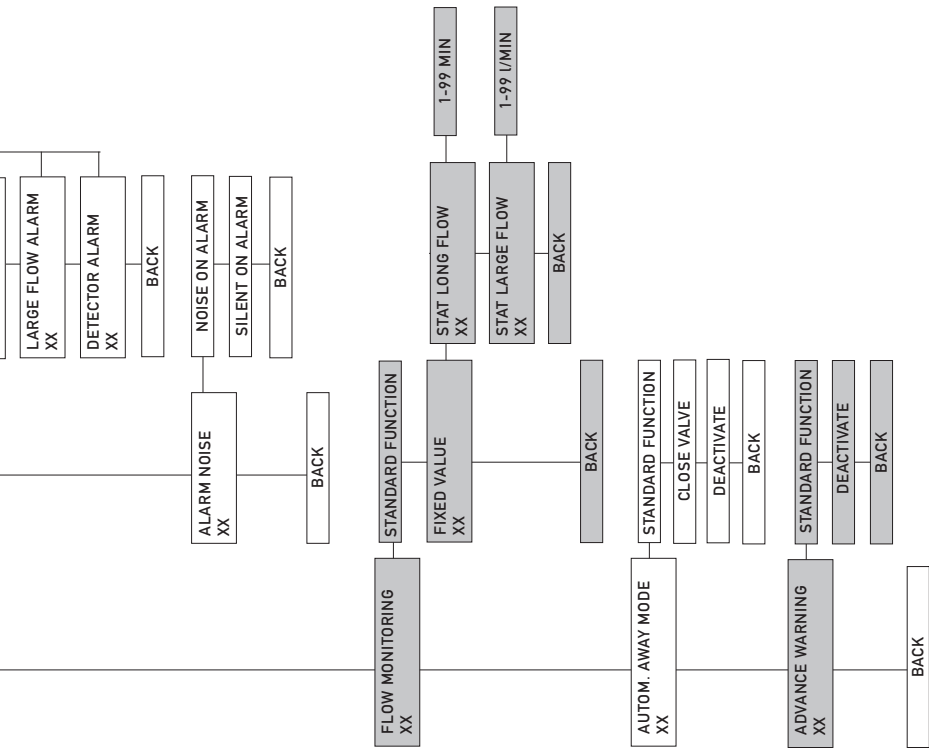 LARGE FLOW ALARM
XX
DETECTOR ALARM
XX
BACK
ALARM NOISE
XX
NOISE ON ALARM
SILENT ON ALARM
BACK
BACK
FLOW MONITORING
XX
STANDARD FUNCTION
FIXED VALUE
XX
STAT LONG FLOW
XX
1-99 MIN
STAT LARGE FLOW
XX
1-99 l/MIN
BACK
BACK
AUTOM. AWAY MODE
XX
STANDARD FUNCTION
CLOSE VALVE
DEACTIVATE
BACK
ADVANCE WARNING
XX
STANDARD FUNCTION
DEACTIVATE
BACK
BACK